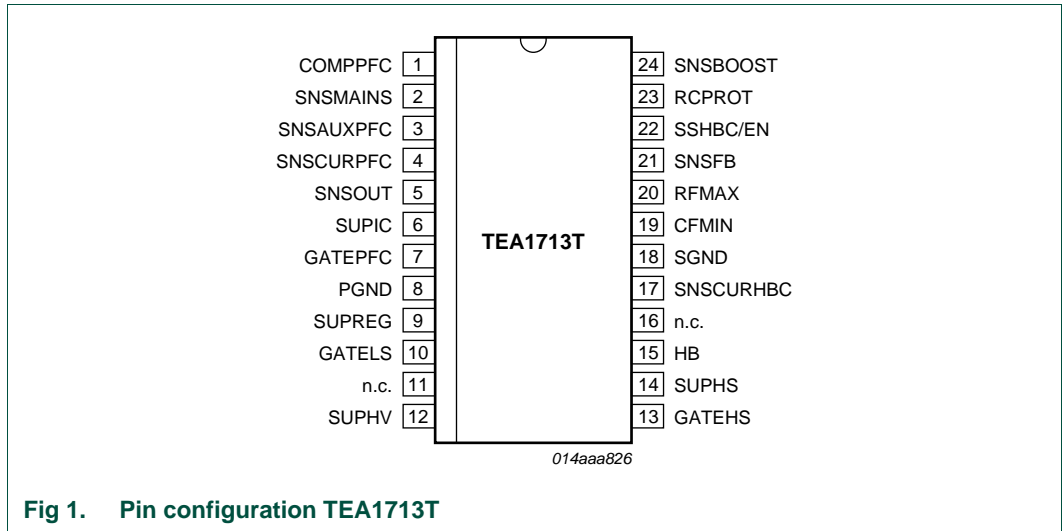 COMPPFC 1
SNSMAINS 2
SNSAUXPFC 3
SNSCURPFC 4
SNSOUT 5
SUPIC 6
GATEPFC 7
PGND 8
SUPREG 9
GATELS 10
n.c. 11
SUPHV 12
TEA1713T
24 SNSBOOST
23 RCPROT
22 SSHBC/EN
21 SNSFB
20 RFMAX
19 CFMIN
18 SGND
17 SNSCURHBC
16 n.c.
15 HB
14 SUPHS
13 GATEHS
014aaa826
Fig 1. Pin configuration TEA1713T